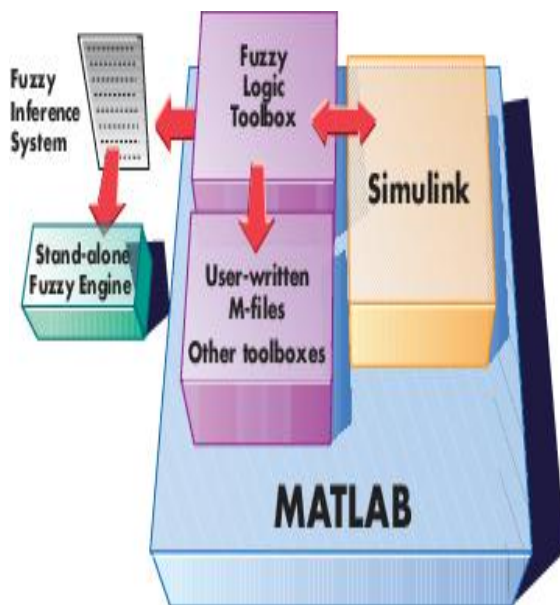 Fuzzy
Inference
System
Fuzzy
Logic
Toolbox
Simulink
Stand-alone
Fuzzy Engine
User-written
M-files
Other toolboxes
MATLAB